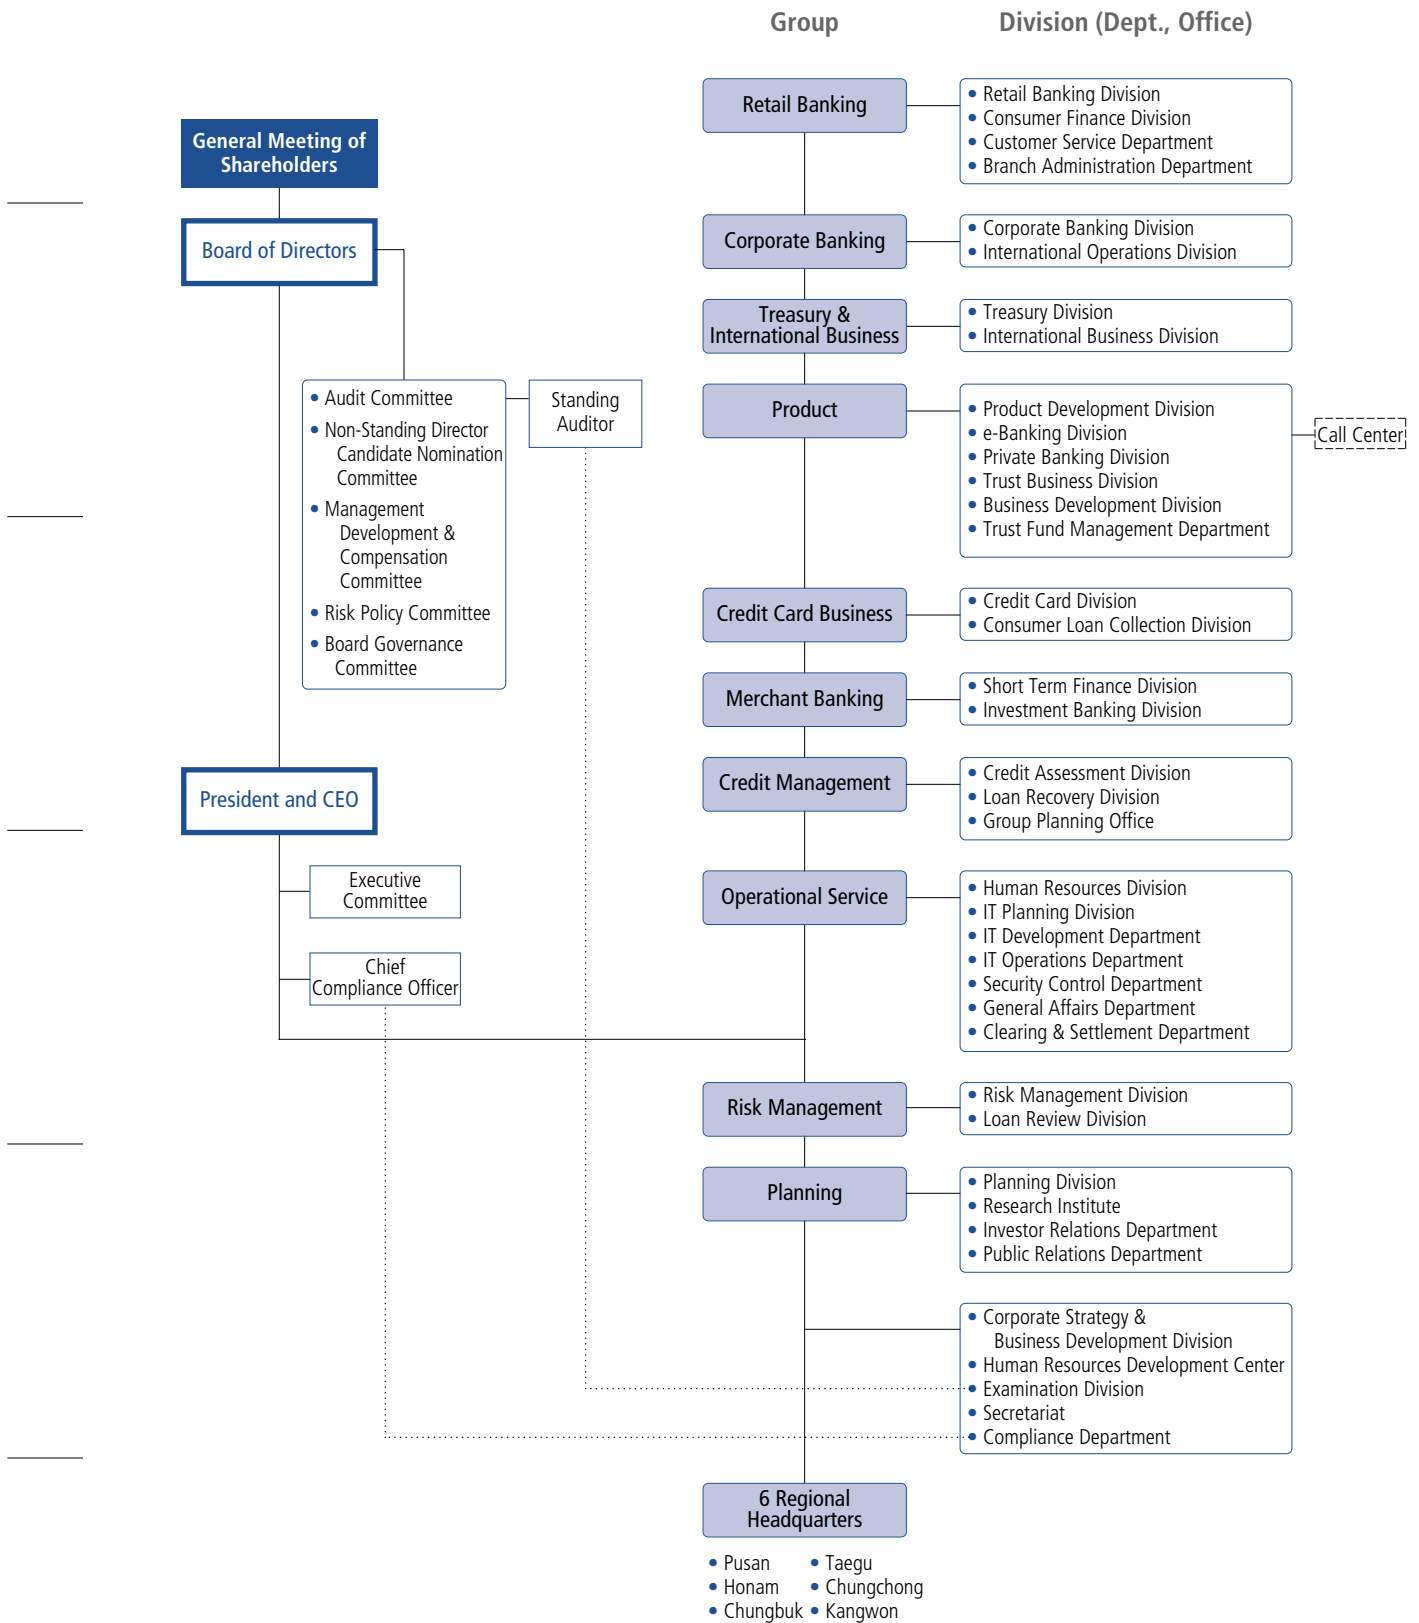 Group
Division (Dept., Office)
General Meeting of
Shareholders
Board of Directors
• Audit Committee
• Non-Standing Director
Candidate Nomination
Committee
• Management
Development &
Compensation
Committee
• Risk Policy Committee
• Board Governance
Committee
Standing
Auditor
President and CEO
Executive
Committee
Chief
Compliance Officer
Retail Banking
• Retail Banking Division
• Consumer Finance Division
• Customer Service Department
• Branch Administration Department
Corporate Banking
• Corporate Banking Division
• International Operations Division
Treasury &
International Business
• Treasury Division
• International Business Division
Product
• Product Development Division
• e-Banking Division
• Private Banking Division
• Trust Business Division
• Business Development Division
• Trust Fund Management Department
Call Center
Credit Card Business
• Credit Card Division
• Consumer Loan Collection Division
Merchant Banking
• Short Term Finance Division
• Investment Banking Division
Credit Management
• Credit Assessment Division
• Loan Recovery Division
• Group Planning Office
Operational Service
• Human Resources Division
• IT Planning Division
• IT Development Department
• IT Operations Department
• Security Control Department
• General Affairs Department
• Clearing & Settlement Department
Risk Management
• Risk Management Division
• Loan Review Division
Planning
• Planning Division
• Research Institute
• Investor Relations Department
• Public Relations Department
• Corporate Strategy &
Business Development Division
• Human Resources Development Center
• Examination Division
• Secretariat
• Compliance Department
6 Regional
Headquarters
• Pusan • Taegu
• Honam • Chungchong
• Chungbuk • Kangwon